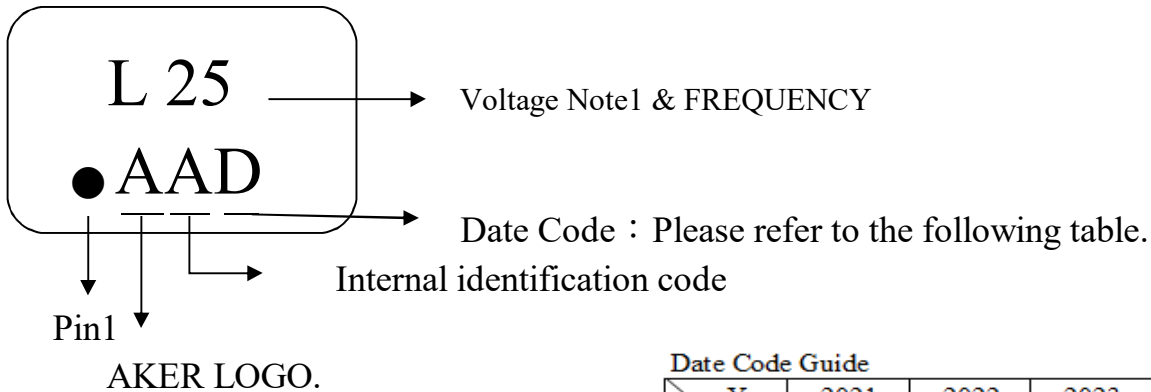 L 25
Voltage Note1 & FREQUENCY
●AAD
Date Code：Please refer to the following table.
Internal identification code
Pin1
AKER LOGO.
Date Code Guide
Y 2021 2022 2023